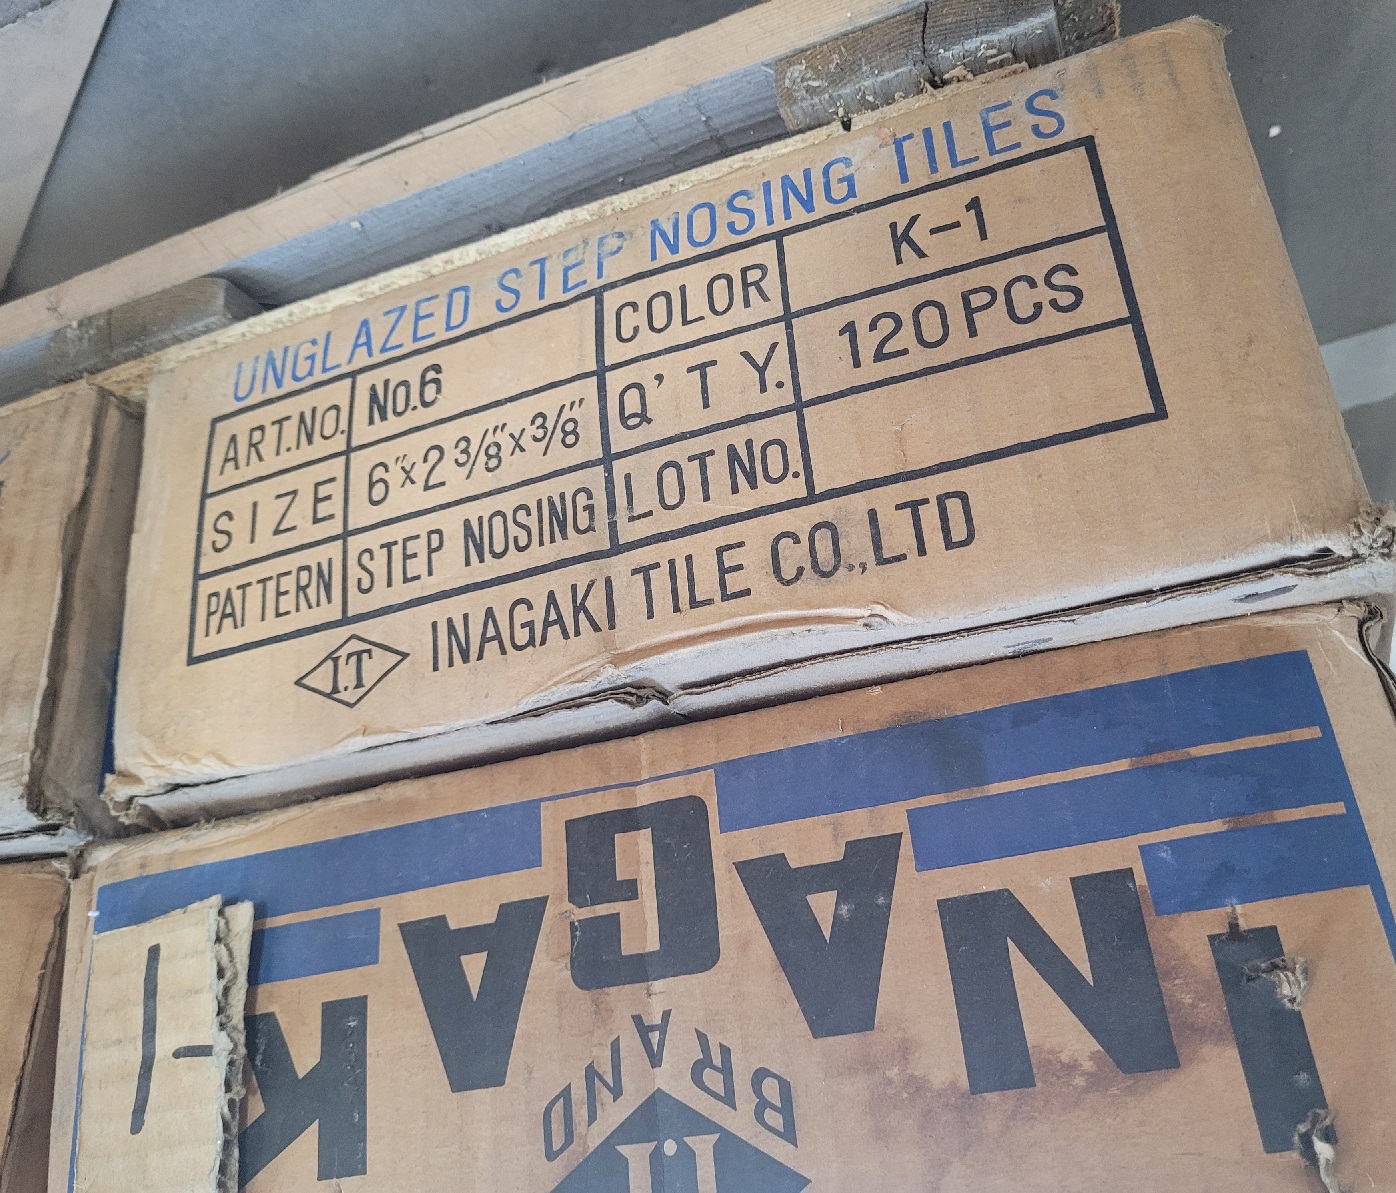 UNGLAZED STEP NOSING TILES
ART.NO. No.6 COLOR K-1
SIZE 6"x2 3/8"x3/8" Q'TY. 120PCS
PATTERN STEP NOSING LOT NO.
I.T INAGAKI TILE CO.,LTD
INAGAK
BRAND
I.T